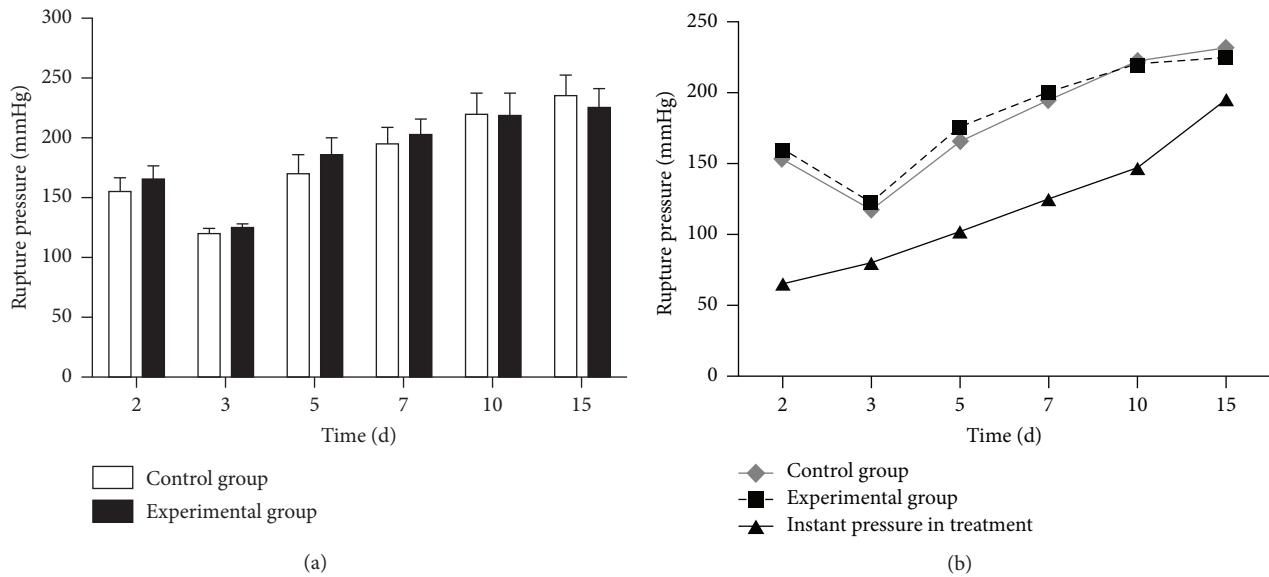 300
250
200
150
100
50
0
Rupture pressure (mmHg)
2 3 5 7 10 15
Time (d)
Control group
Experimental group
(a)
250
200
150
100
50
0
Rupture pressure (mmHg)
2 3 5 7 10 15
Time (d)
Control group
Experimental group
Instant pressure in treatment
(b)